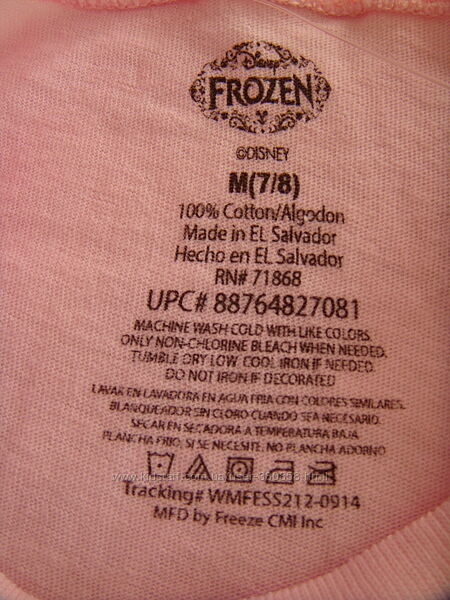 Disney
FROZEN
©DISNEY
M(7/8)
100% Cotton/Algodon
Made in EL Salvador
Hecho en EL Salvador
RN# 71868
UPC# 88764827081
MACHINE WASH COLD WITH LIKE COLORS.
ONLY NON-CHLORINE BLEACH WHEN NEEDED.
TUMBLE DRY LOW. COOL IRON IF NEEDED.
DO NOT IRON IF DECORATED
LAVAR EN LAVADORA EN AGUA FRIA CON COLORES SIMILARES.
BLANQUEADOR SIN CLORO CUANDO SEA NECESARIO.
SECAR EN SECADORA A TEMPERATURA BAJA.
PLANCHA FRIO, SI SE NECESITE. NO PLANCHA ADORNO
Tracking# WMFESS212-0914
MFD by Freeze CMI Inc